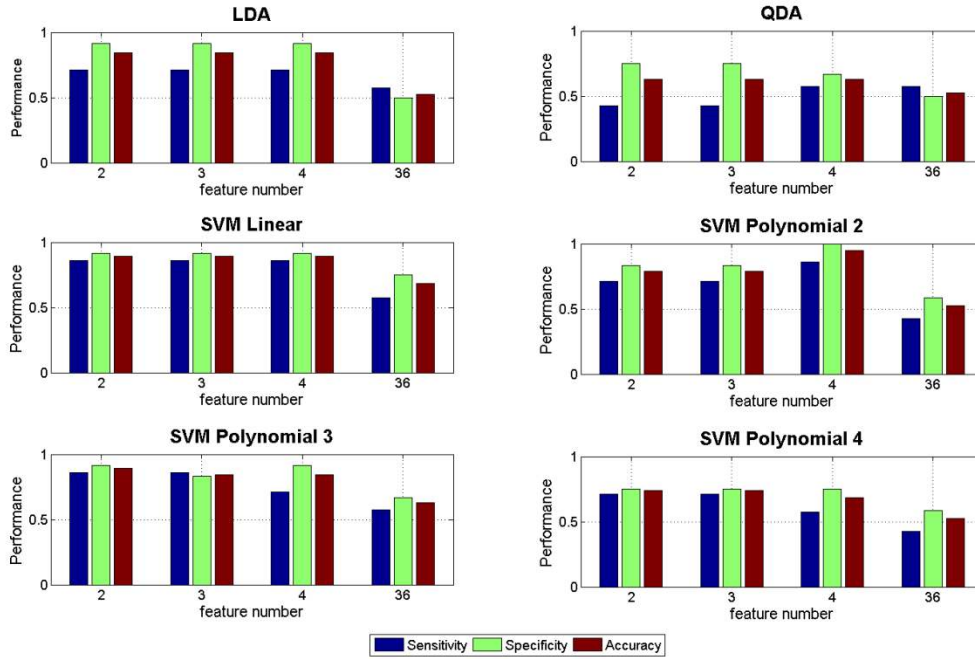 LDA
1
0.5
0
Performance
2 3 4 36
feature number
QDA
1
0.5
0
Performance
2 3 4 36
feature number
SVM Linear
1
0.5
0
Performance
2 3 4 36
feature number
SVM Polynomial 2
1
0.5
0
Performance
2 3 4 36
feature number
SVM Polynomial 3
1
0.5
0
Performance
2 3 4 36
feature number
SVM Polynomial 4
1
0.5
0
Performance
2 3 4 36
feature number
Sensitivity Specificity Accuracy